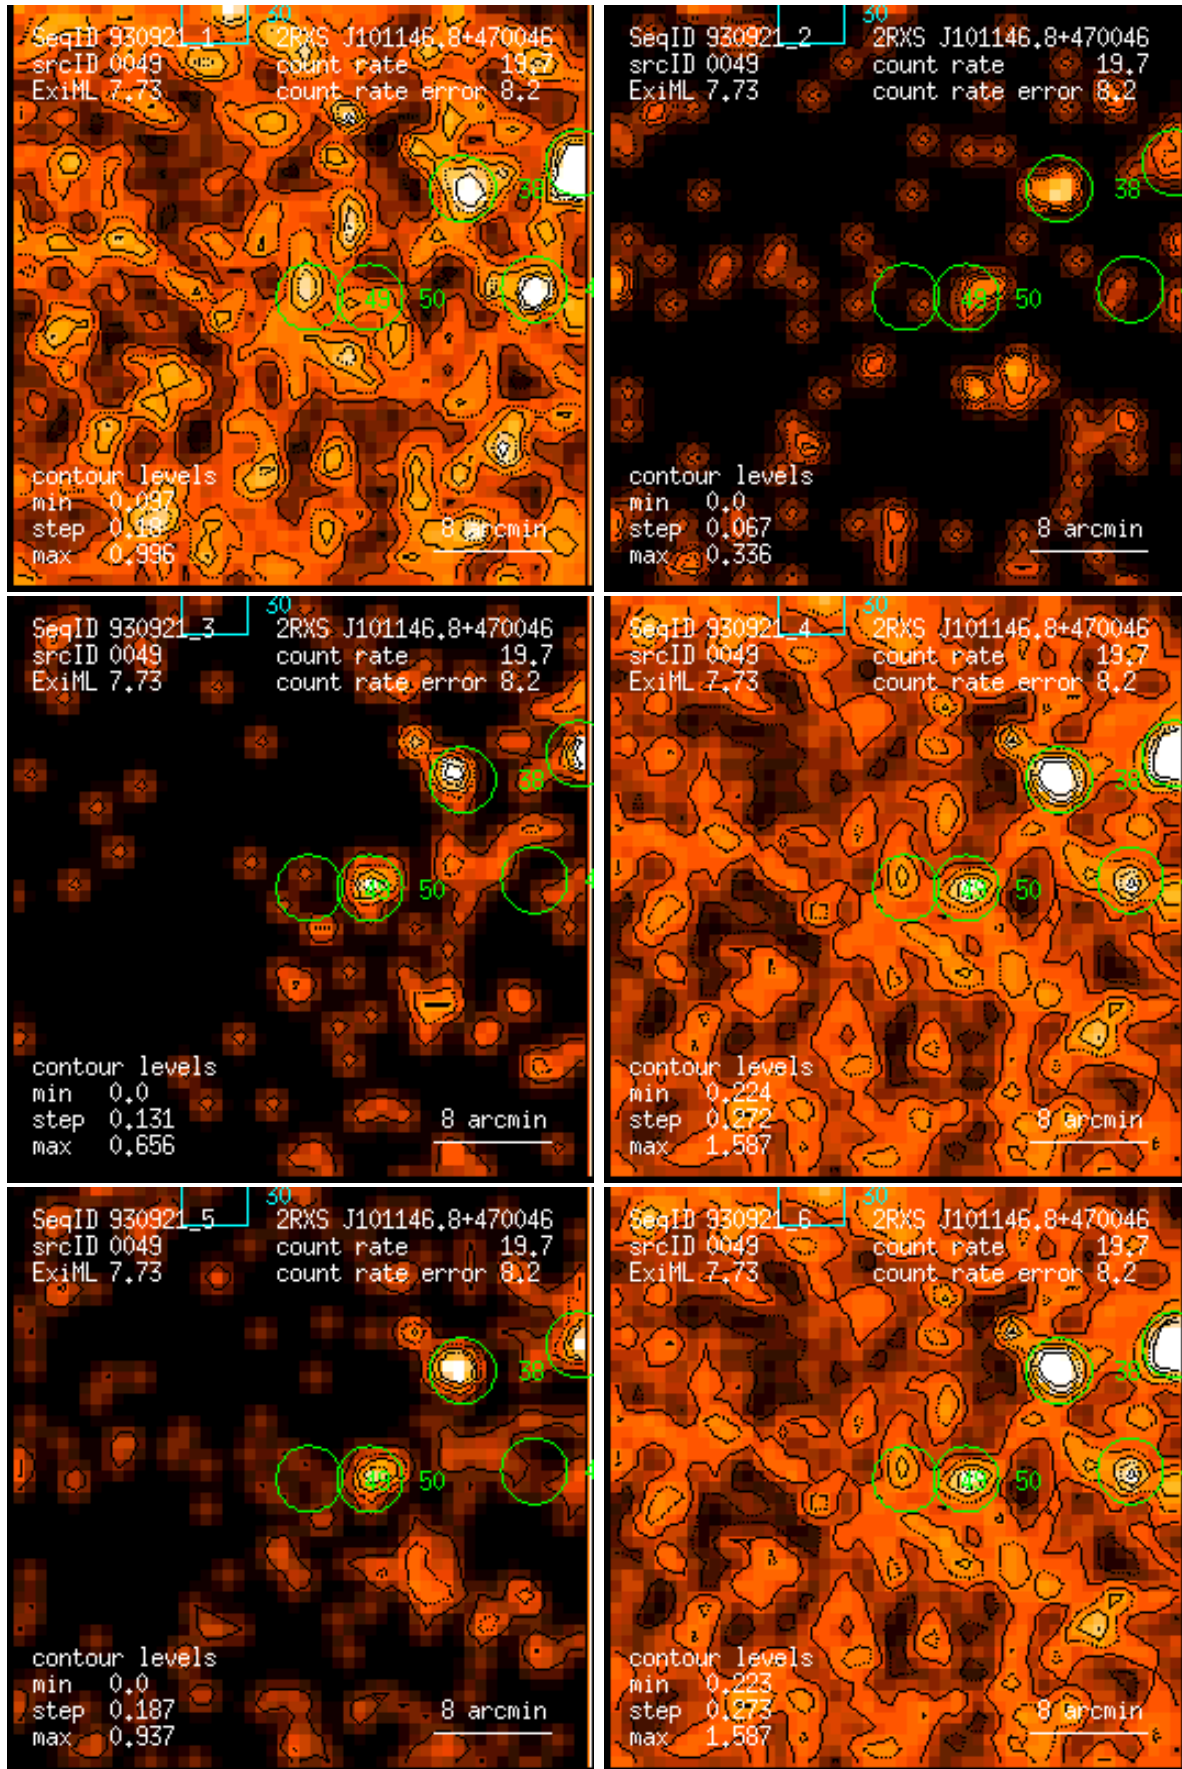 30
SeqID 930921_1 2RXS J101146.8+470046
srcID 0049 count rate 19.7
ExiML 7.73 count rate error 8.2
38
49 50
contour levels
min 0.097
step 0.18
max 0.996
8 arcmin
30
SeqID 930921_2 2RXS J101146.8+470046
srcID 0049 count rate 19.7
ExiML 7.73 count rate error 8.2
38
49 50
contour levels
min 0.0
step 0.067
max 0.336
8 arcmin
30
SeqID 930921_3 2RXS J101146.8+470046
srcID 0049 count rate 19.7
ExiML 7.73 count rate error 8.2
38
49 50
contour levels
min 0.0
step 0.131
max 0.656
8 arcmin
30
SeqID 930921_4 2RXS J101146.8+470046
srcID 0049 count rate 19.7
ExiML 7.73 count rate error 8.2
38
49 50
contour levels
min 0.224
step 0.272
max 1.587
8 arcmin
30
SeqID 930921_5 2RXS J101146.8+470046
srcID 0049 count rate 19.7
ExiML 7.73 count rate error 8.2
38
49 50
contour levels
min 0.0
step 0.187
max 0.937
8 arcmin
30
SeqID 930921_6 2RXS J101146.8+470046
srcID 0049 count rate 19.7
ExiML 7.73 count rate error 8.2
38
49 50
contour levels
min 0.223
step 0.273
max 1.587
8 arcmin